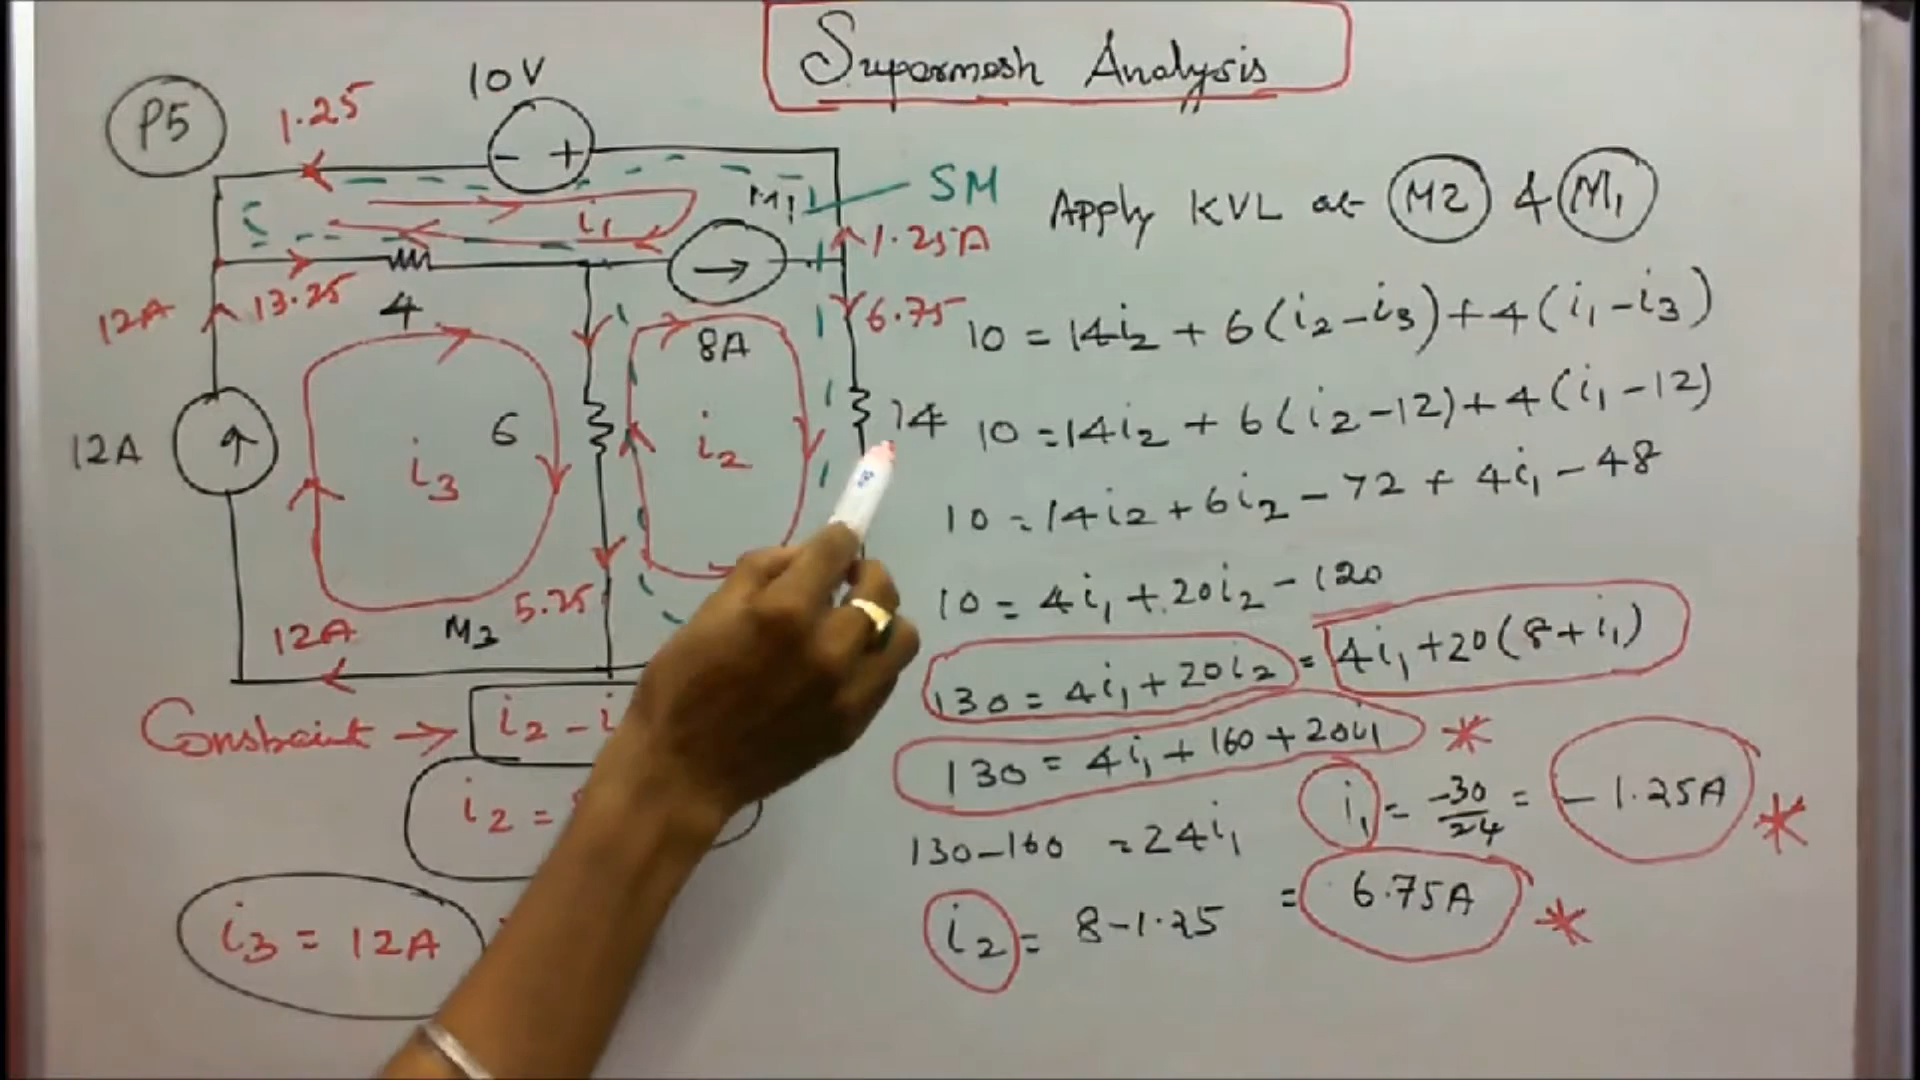 Supermesh Analysis
P5
10V
- +
1.25
M1
SM
i1
1.25A
12A
13.25
4
8A
6.75
12A
6
i3
i2
14
5.25
12A
M3
Constraint → i2 - i
i2 =
i3 = 12A
Apply KVL at M2 & M1
10 = 14i2 + 6(i2-i3) + 4(i1-i3)
10 = 14i2 + 6(i2-12) + 4(i1-12)
10 = 14i2 + 6i2 - 72 + 4i1 - 48
10 = 4i1 + 20i2 - 120
130 = 4i1 + 20i2 = 4i1 + 20(8+i1)
130 = 4i1 + 160 + 20i1 *
130-160 = 24i1
i1 = -30/24 = -1.25A *
i2 = 8-1.25 = 6.75A *